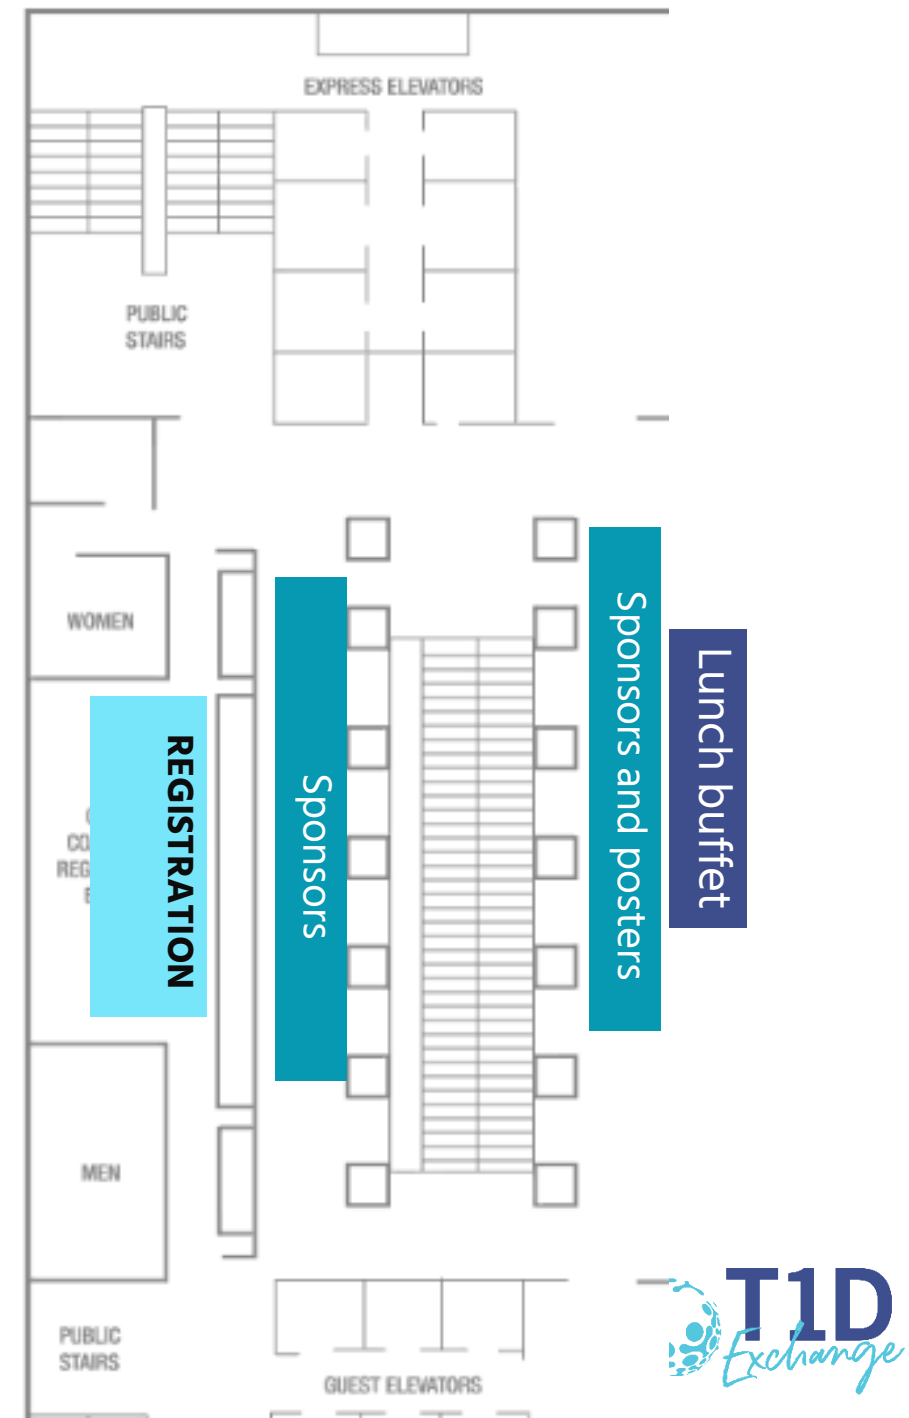 EXPRESS ELEVATORS
PUBLIC
STAIRS
WOMEN
REGISTRATION
Sponsors
Sponsors and posters
Lunch buffet
MEN
PUBLIC
STAIRS
GUEST ELEVATORS
T1D
Exchange